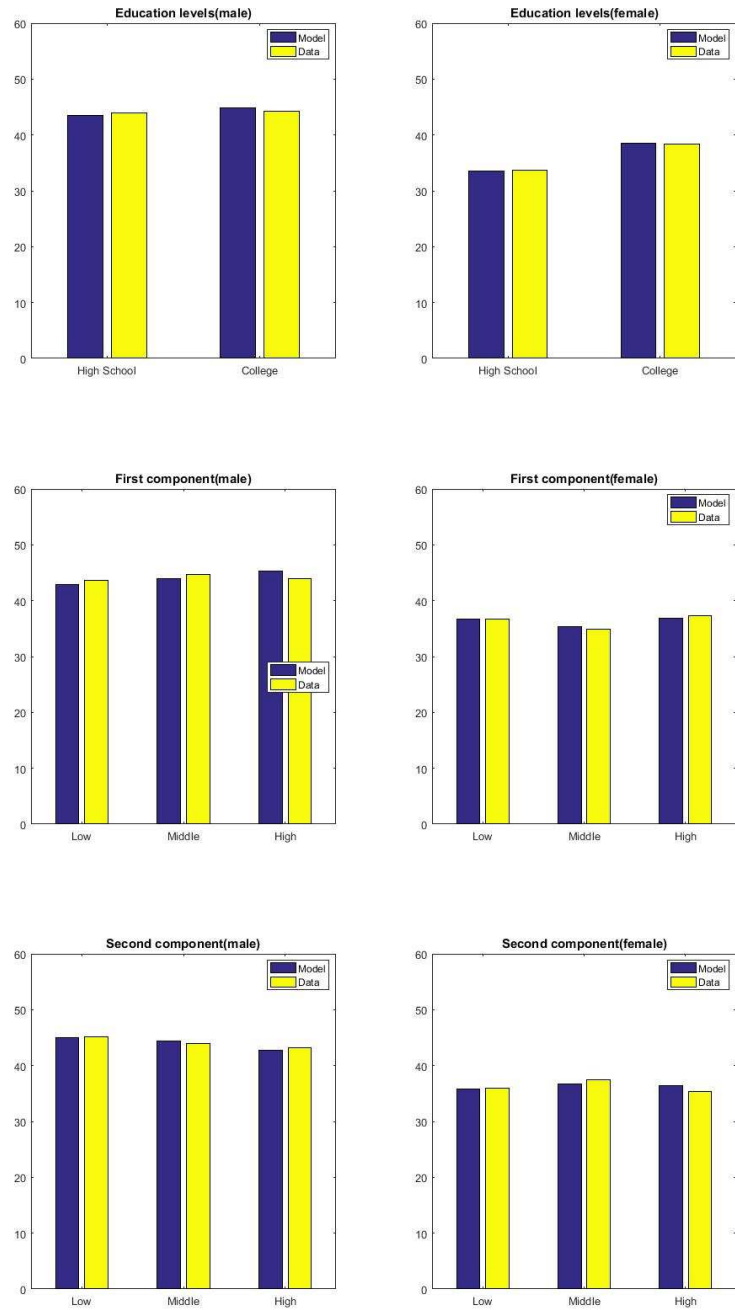 Education levels(male)
60
50
40
30
20
10
0
Model
Data
High School College
Education levels(female)
60
50
40
30
20
10
0
Model
Data
High School College
First component(male)
60
50
40
30
20
10
0
Model
Data
Low Middle High
First component(female)
60
50
40
30
20
10
0
Model
Data
Low Middle High
Second component(male)
60
50
40
30
20
10
0
Model
Data
Low Middle High
Second component(female)
60
50
40
30
20
10
0
Model
Data
Low Middle High